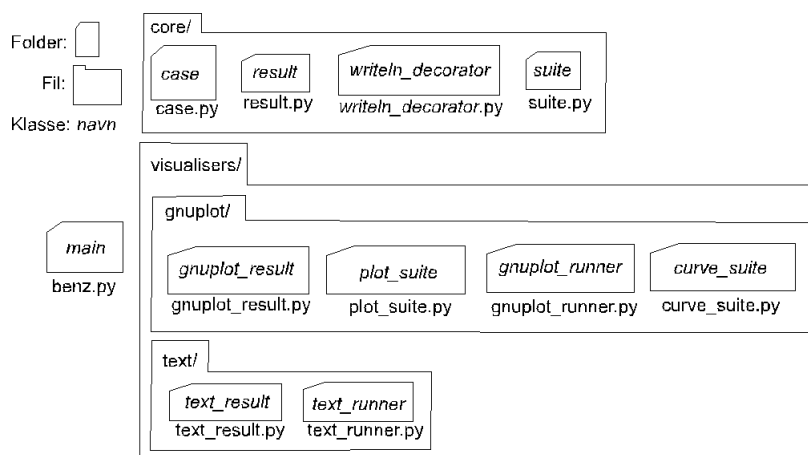 Folder:
Fil:
Klasse: navn
core/
case
case.py
result
result.py
writeln_decorator
writeln_decorator.py
suite
suite.py
visualisers/
main
benz.py
gnuplot/
gnuplot_result
gnuplot_result.py
plot_suite
plot_suite.py
gnuplot_runner
gnuplot_runner.py
curve_suite
curve_suite.py
text/
text_result
text_result.py
text_runner
text_runner.py